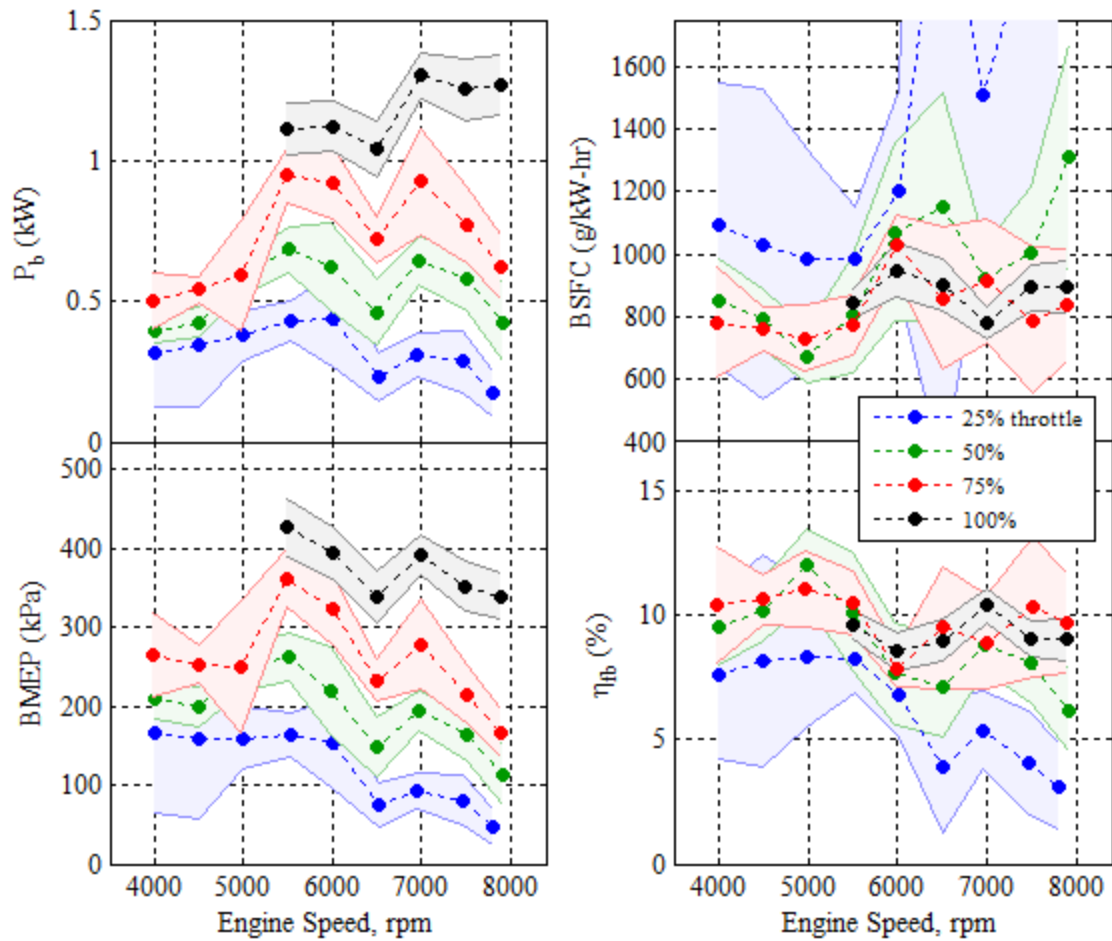 1.5
1
0.5
0
P_b (kW)
1600
1400
1200
1000
800
600
400
BSFC (g/kW-hr)
25% throttle
50%
75%
100%
500
400
300
200
100
0
BMEP (kPa)
4000 5000 6000 7000 8000
Engine Speed, rpm
15
10
5
0
η_fb (%)
4000 5000 6000 7000 8000
Engine Speed, rpm